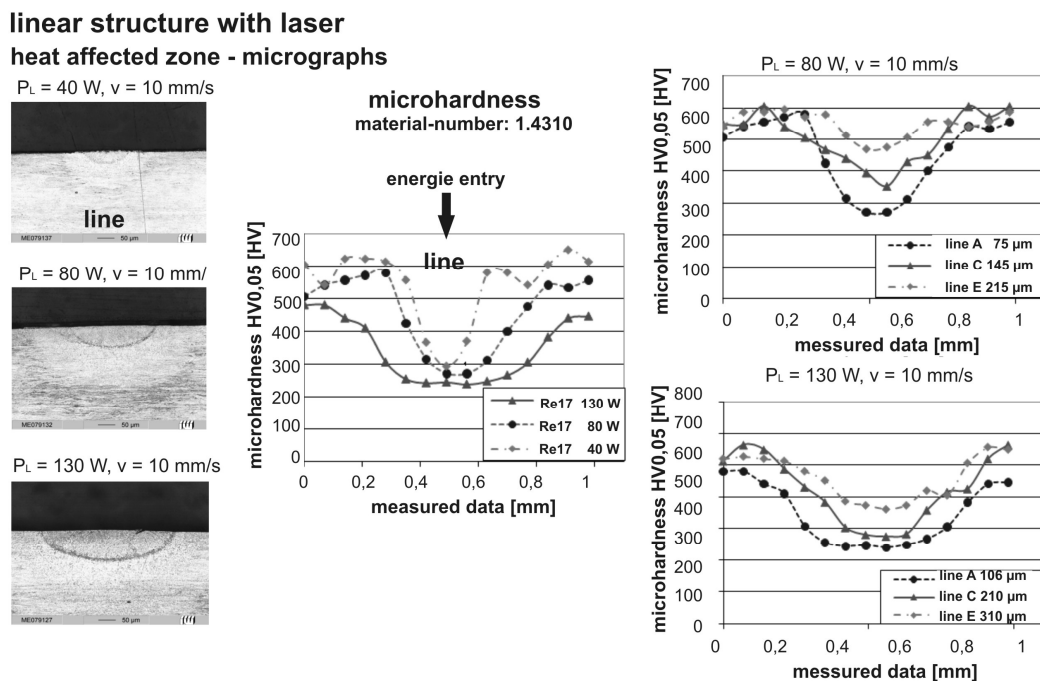 linear structure with laser
heat affected zone - micrographs
PL = 40 W, v = 10 mm/s
line
ME079137
50 µm
PL = 80 W, v = 10 mm/s
ME079132
50 µm
PL = 130 W, v = 10 mm/s
ME079127
50 µm
microhardness
material-number: 1.4310
energie entry
line
microhardness HV0,05 [HV]
700
600
500
400
300
200
100
0
Re17 130 W
Re17 80 W
Re17 40 W
0 0,2 0,4 0,6 0,8 1
measured data [mm]
PL = 80 W, v = 10 mm/s
microhardness HV0,05 [HV]
700
600
500
400
300
200
100
0
line A 75 µm
line C 145 µm
line E 215 µm
0 0,2 0,4 0,6 0,8 1
messured data [mm]
PL = 130 W, v = 10 mm/s
microhardness HV0,05 [HV]
800
700
600
500
400
300
200
100
0
line A 106 µm
line C 210 µm
line E 310 µm
0 0,2 0,4 0,6 0,8 1
messured data [mm]